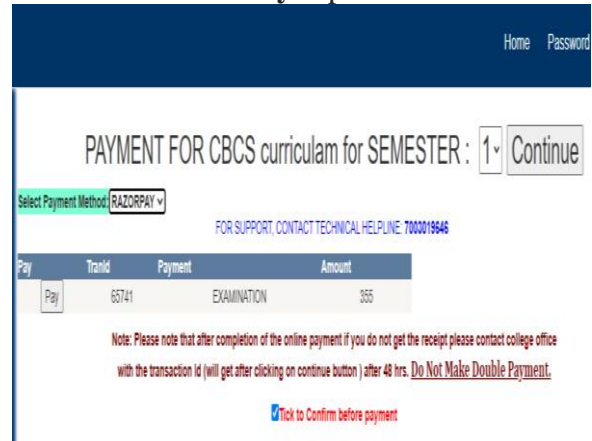 Home Password
PAYMENT FOR CBCS curriculam for SEMESTER : 1 Continue
Select Payment Method: RAZORPAY
FOR SUPPORT, CONTACT TECHNICAL HELPLINE: 7003019646
Pay TranId Payment Amount
Pay 65741 EXAMINATION 355
Note: Please note that after completion of the online payment if you do not get the receipt please contact college office
with the transaction Id (will get after clicking on continue button ) after 48 hrs. Do Not Make Double Payment.
Tick to Confirm before payment